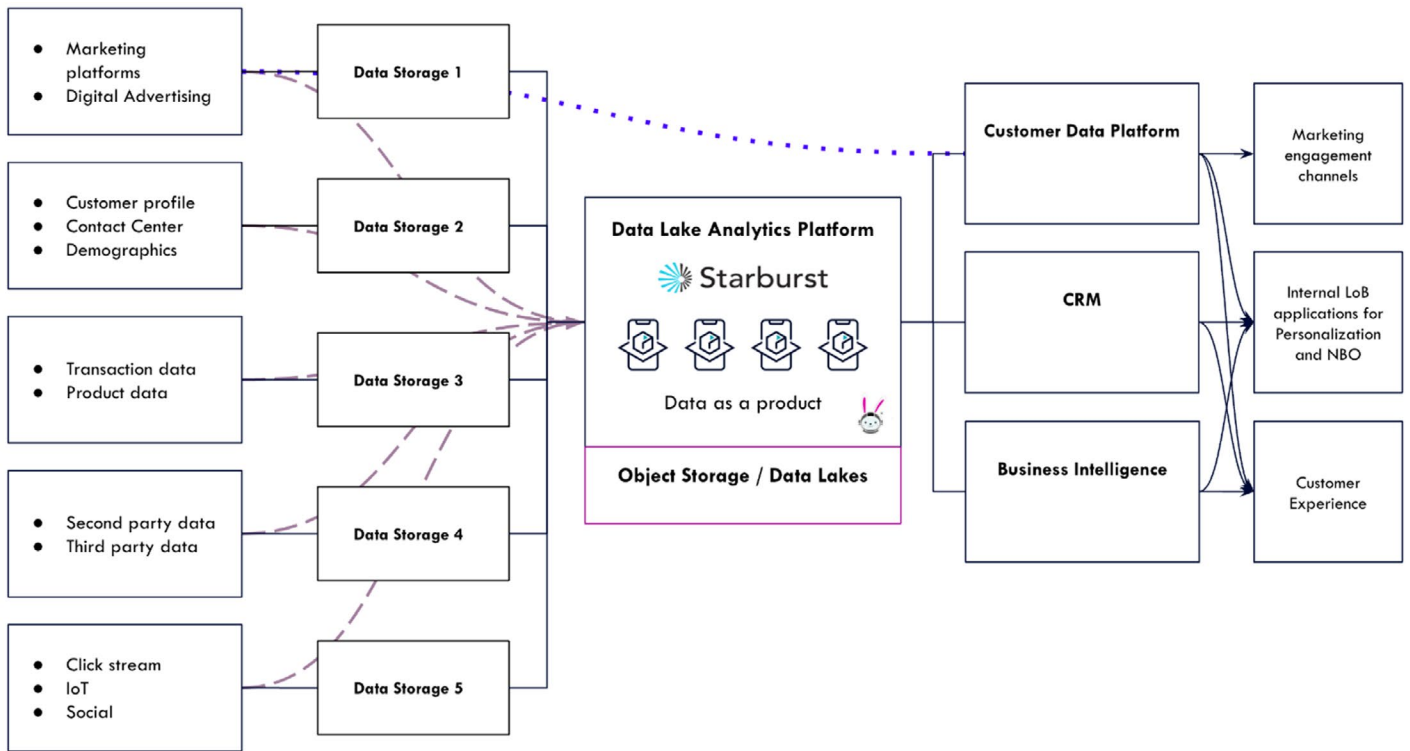 Marketing
platforms
Digital Advertising
Data Storage 1
Customer profile
Contact Center
Demographics
Data Storage 2
Transaction data
Product data
Data Storage 3
Second party data
Third party data
Data Storage 4
Click stream
IoT
Social
Data Storage 5
Data Lake Analytics Platform
Starburst
Data as a product
Object Storage / Data Lakes
Customer Data Platform
CRM
Business Intelligence
Marketing
engagement
channels
Internal LoB
applications for
Personalization
and NBO
Customer
Experience